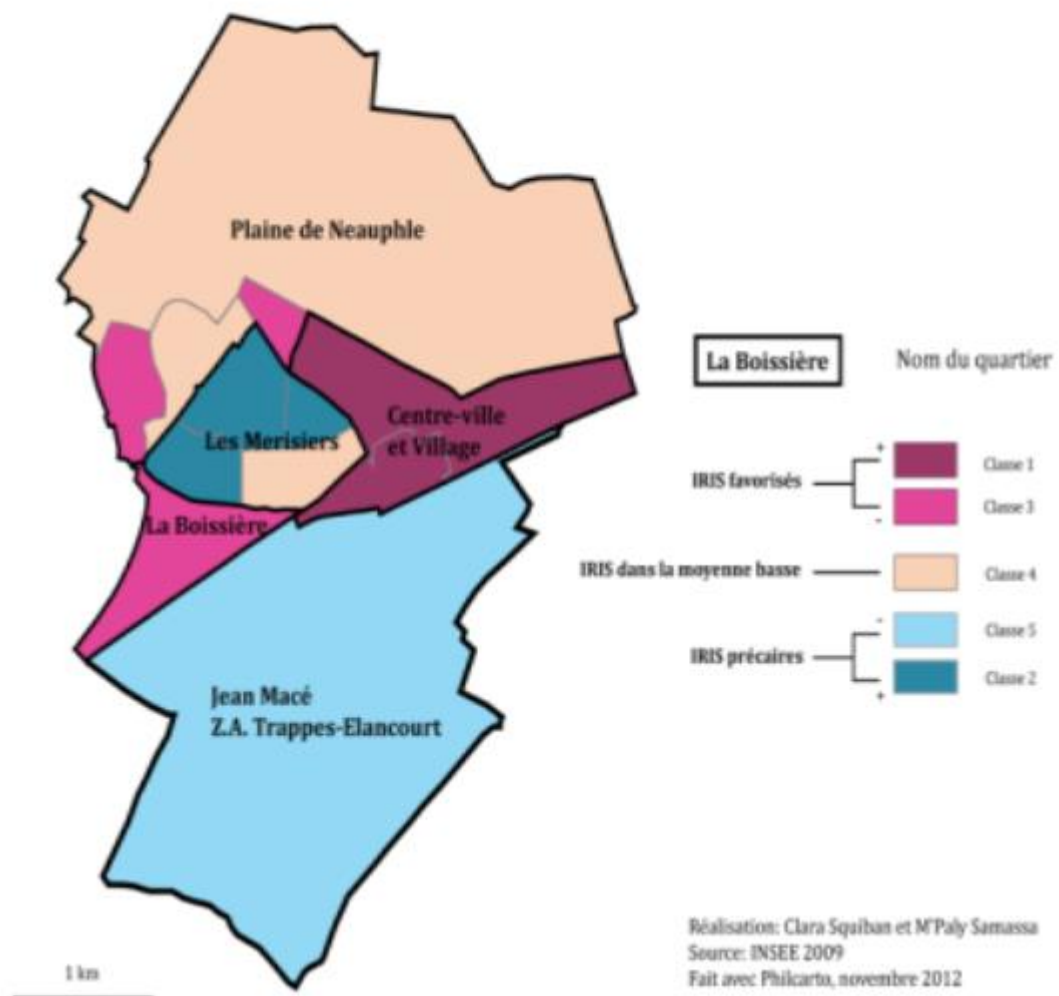 Plaine de Neauphle
Les Merisiers
Centre-ville
et Village
La Boissière
Jean Macé
Z.A. Trappes-Elancourt
1 km
La Boissière
Nom du quartier
IRIS favorisés
+
Classe 1
-
Classe 3
IRIS dans la moyenne basse
Classe 4
IRIS précaires
-
Classe 5
+
Classe 2
Réalisation: Clara Squiban et M'Paly Samassa
Source: INSEE 2009
Fait avec Philcarto, novembre 2012